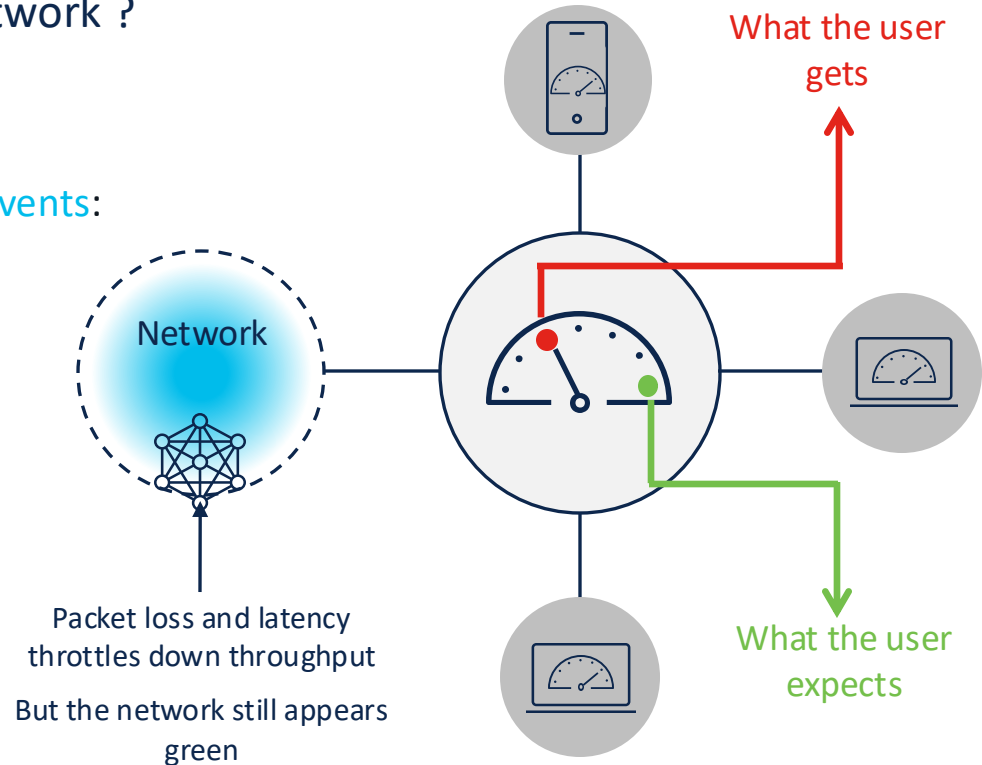 twork ?
What the user
gets
vents:
Network
Packet loss and latency
throttles down throughput
But the network still appears
green
What the user
expects